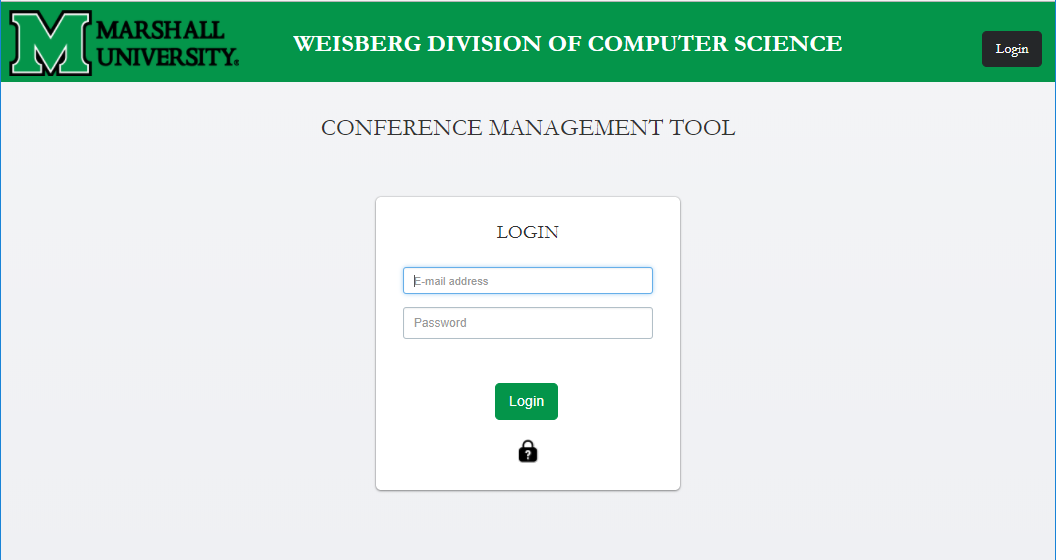 M MARSHALL
UNIVERSITY®
WEISBERG DIVISION OF COMPUTER SCIENCE
Login
CONFERENCE MANAGEMENT TOOL
LOGIN
E-mail address
Password
Login
?